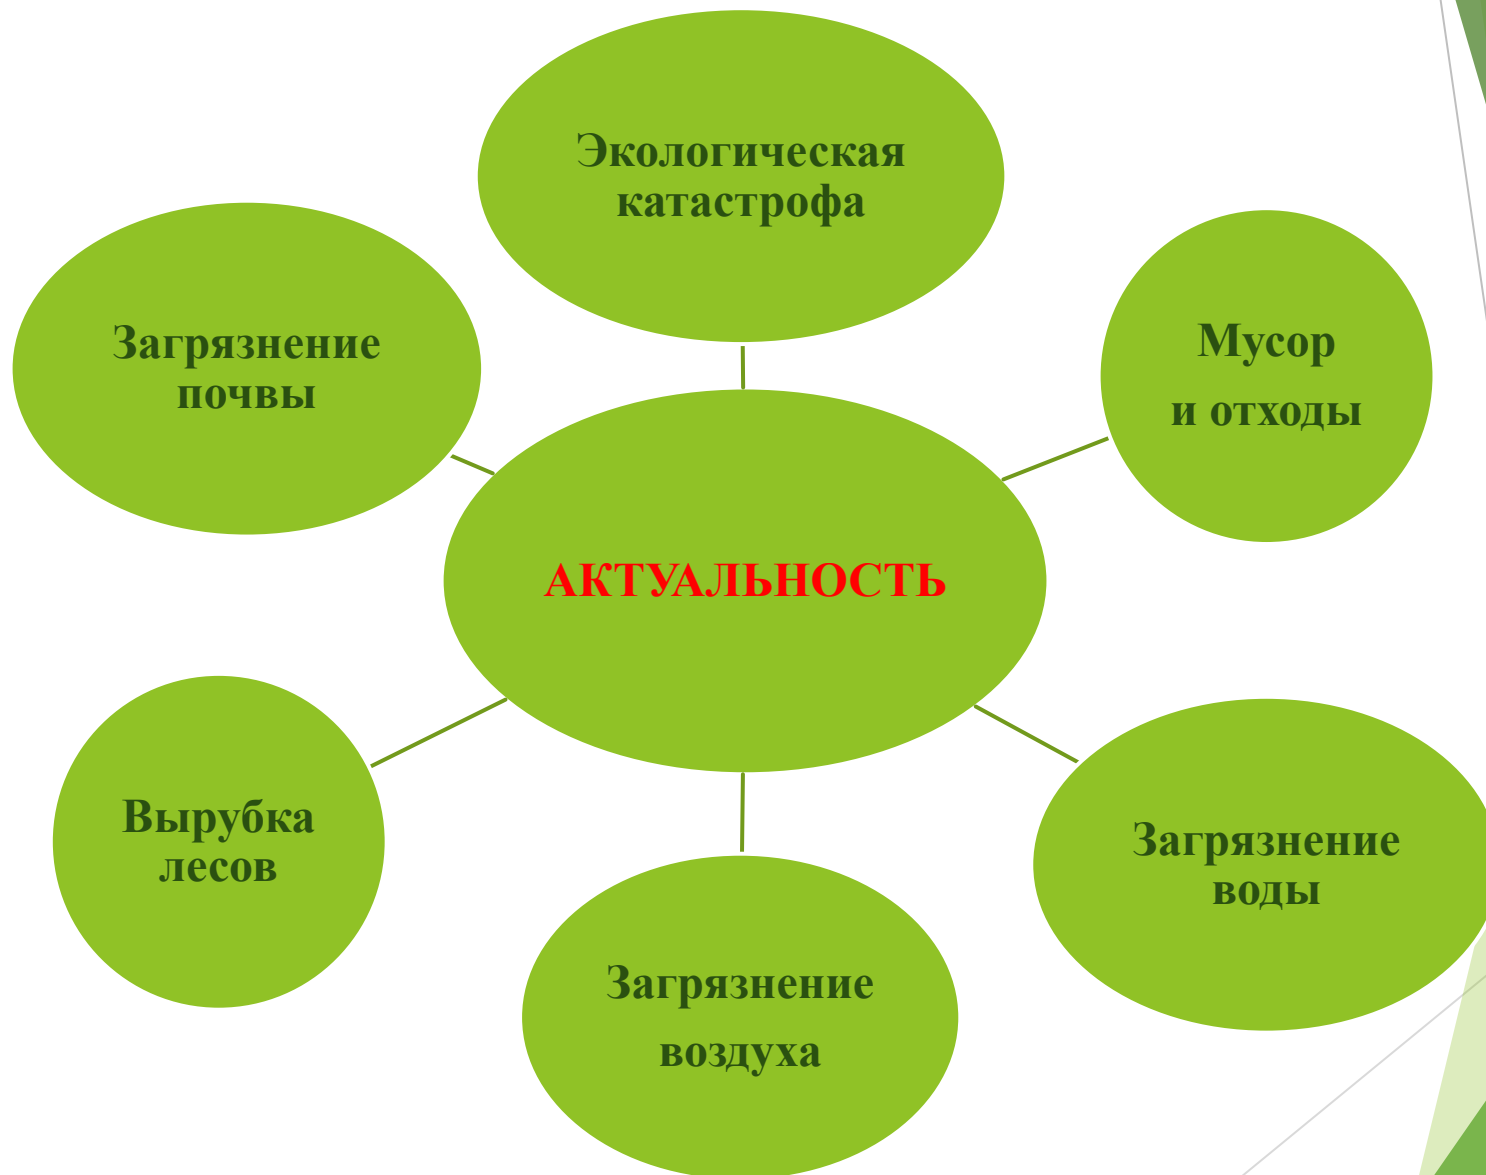 Экологическая
катастрофа
Загрязнение
почвы
Мусор
и отходы
АКТУАЛЬНОСТЬ
Вырубка
лесов
Загрязнение
воды
Загрязнение
воздуха